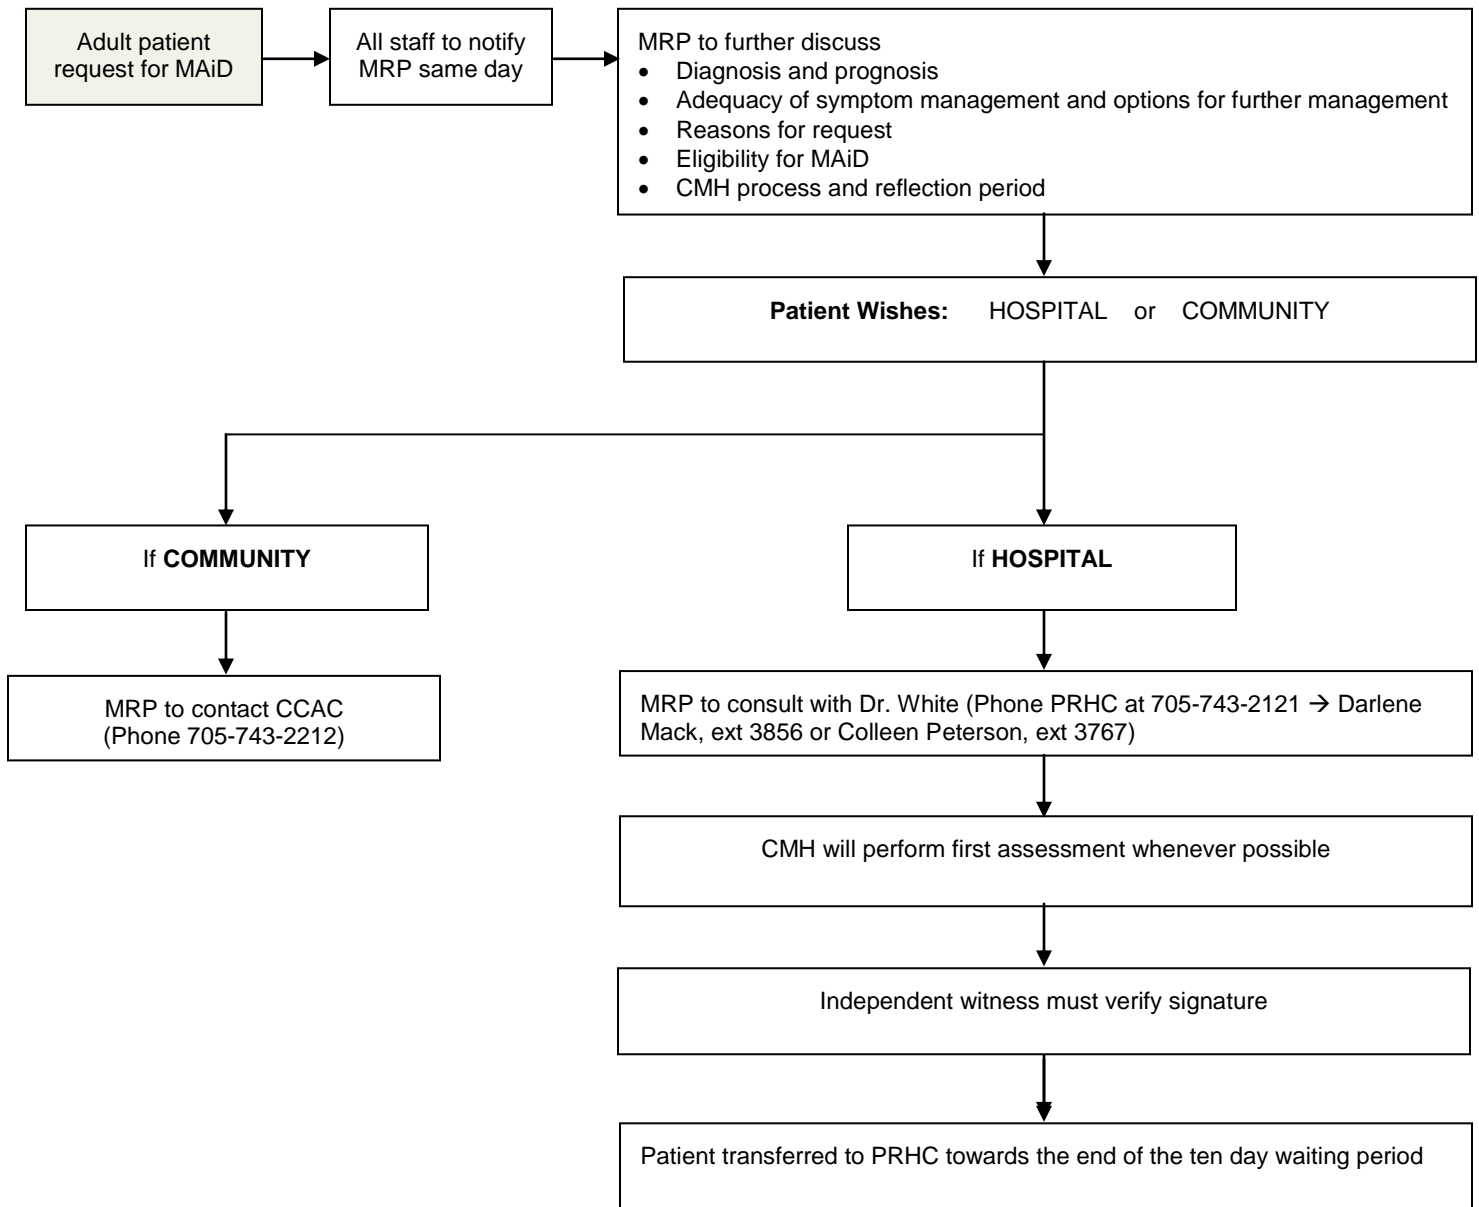 Adult patient
request for MAiD
All staff to notify
MRP same day
MRP to further discuss
• Diagnosis and prognosis
• Adequacy of symptom management and options for further management
• Reasons for request
• Eligibility for MAiD
• CMH process and reflection period
Patient Wishes: HOSPITAL or COMMUNITY
If COMMUNITY
If HOSPITAL
MRP to contact CCAC
(Phone 705-743-2212)
MRP to consult with Dr. White (Phone PRHC at 705-743-2121 → Darlene
Mack, ext 3856 or Colleen Peterson, ext 3767)
CMH will perform first assessment whenever possible
Independent witness must verify signature
Patient transferred to PRHC towards the end of the ten day waiting period